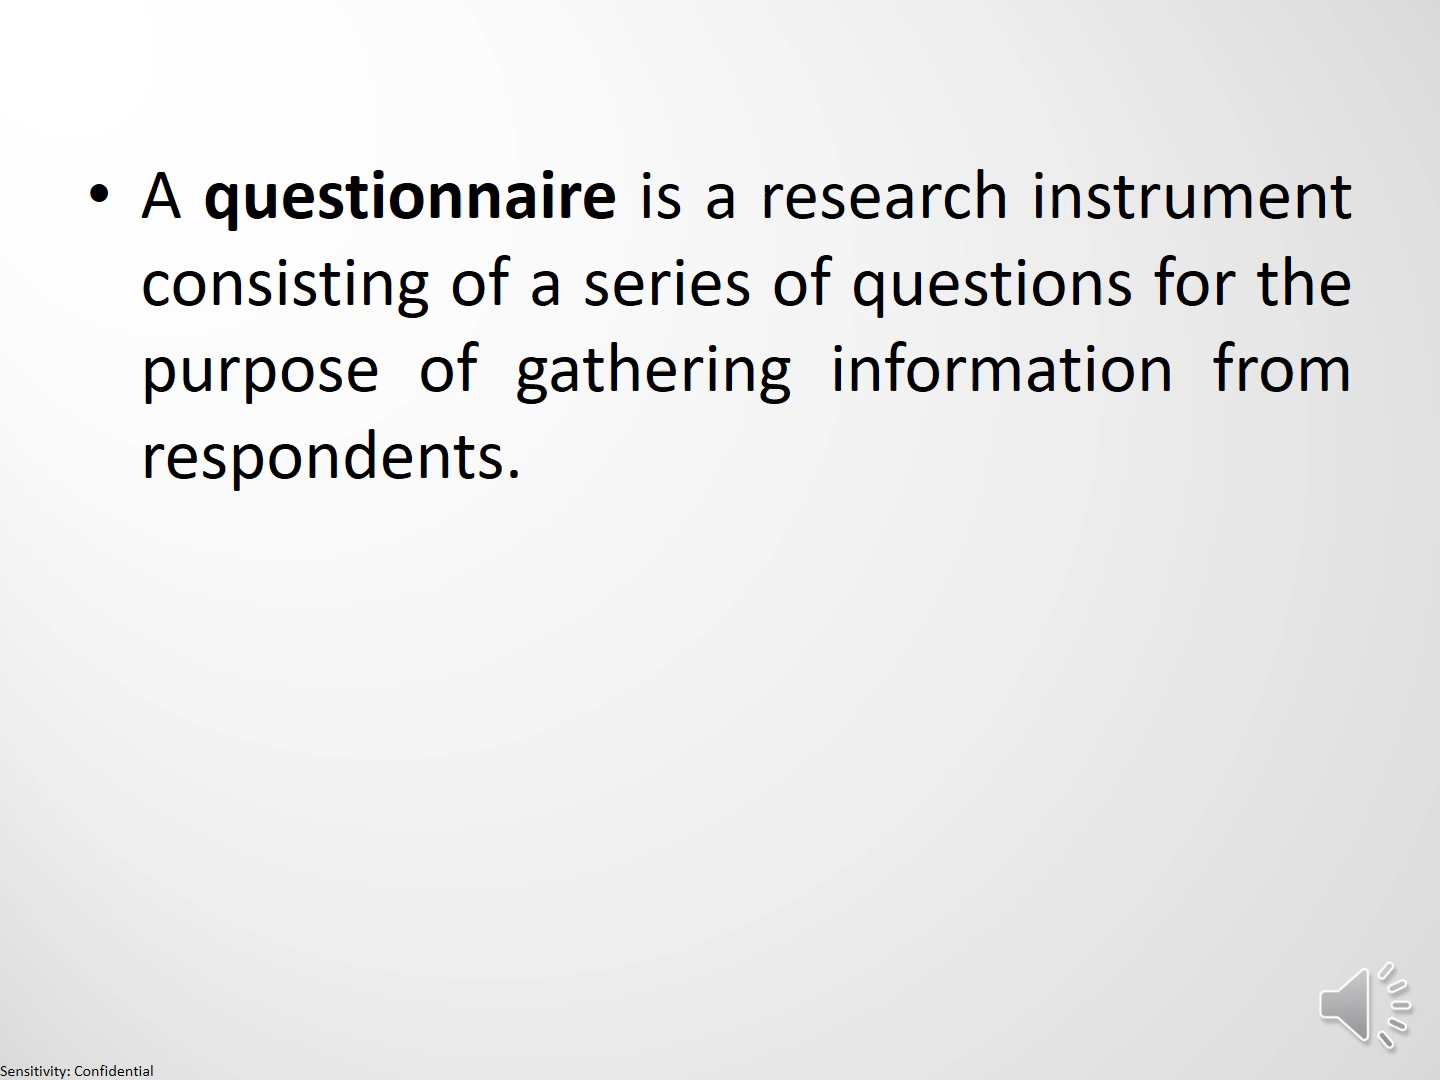 • A questionnaire is a research instrument
consisting of a series of questions for the
purpose of gathering information from
respondents.
Sensitivity: Confidential